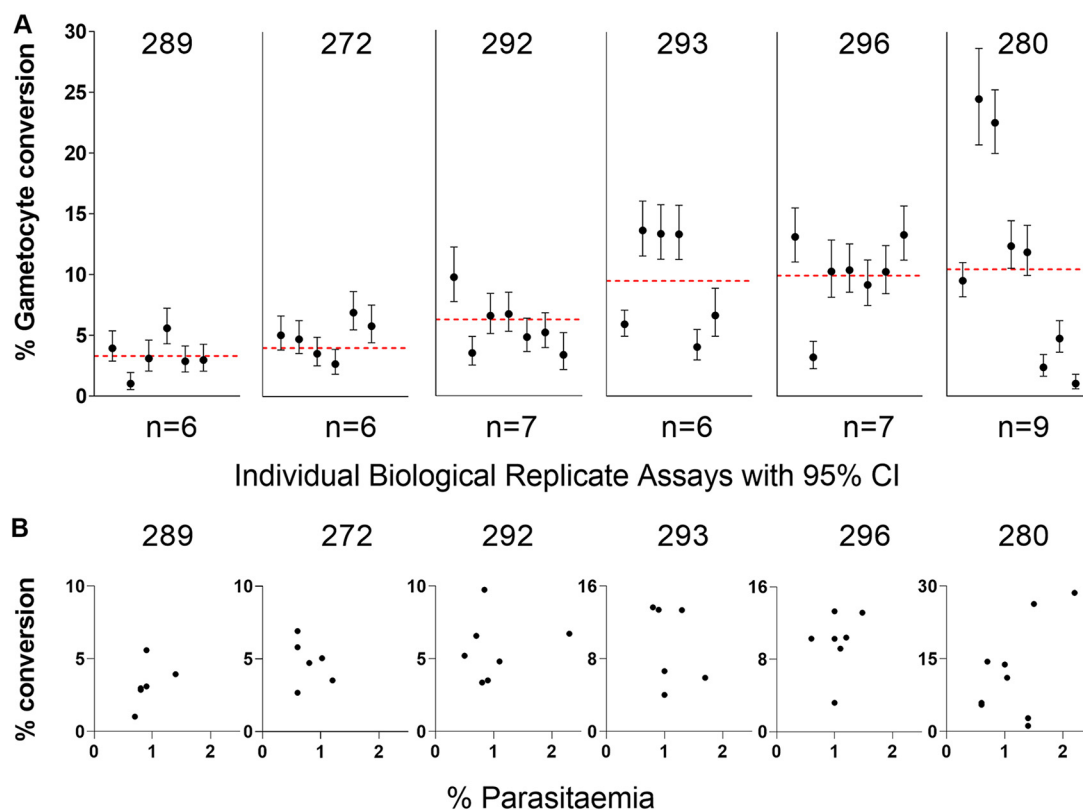 A
289 272 292 293 296 280
% Gametocyte conversion
30
25
20
15
10
5
0
n=6 n=6 n=7 n=6 n=7 n=9
Individual Biological Replicate Assays with 95% CI
B
289 272 292 293 296 280
% conversion
10 10 10 16 16 30
5 5 5 8 8 15
0 0 0 0 0 0
0 1 2 0 1 2 0 1 2 0 1 2 0 1 2 0 1 2
% Parasitaemia